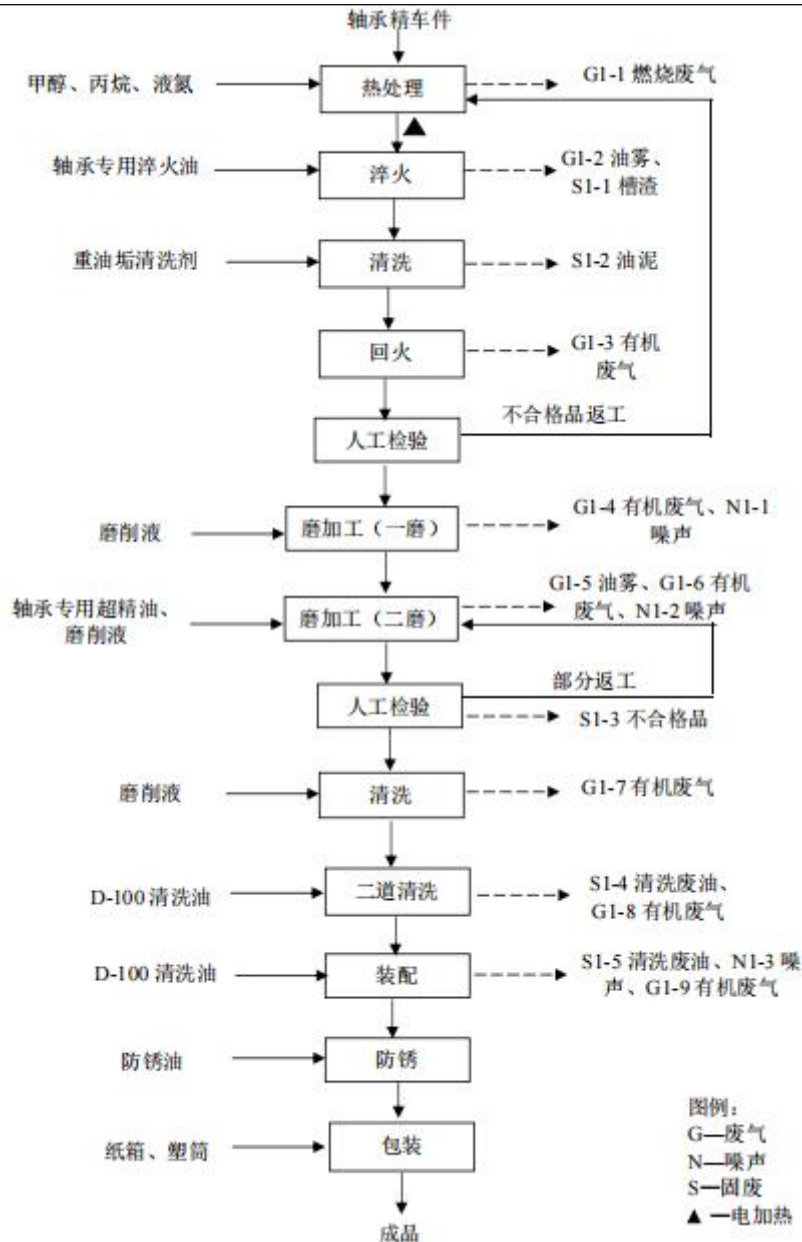 轴承精车件
甲醇、丙烷、液氮
热处理
G1-1 燃烧废气
轴承专用淬火油
淬火
G1-2 油雾、
S1-1 槽渣
重油垢清洗剂
清洗
S1-2 油泥
回火
G1-3 有机
废气
不合格品返工
人工检验
磨削液
磨加工（一磨）
G1-4 有机废气、N1-1
噪声
轴承专用超精油、
磨削液
磨加工（二磨）
G1-5 油雾、G1-6 有机
废气、N1-2 噪声
部分返工
人工检验
S1-3 不合格品
磨削液
清洗
G1-7 有机废气
D-100 清洗油
二道清洗
S1-4 清洗废油、
G1-8 有机废气
D-100 清洗油
装配
S1-5 清洗废油、N1-3 噪
声、G1-9 有机废气
防锈油
防锈
纸箱、塑筒
包装
成品
图例：
G—废气
N—噪声
S—固废
▲ —电加热